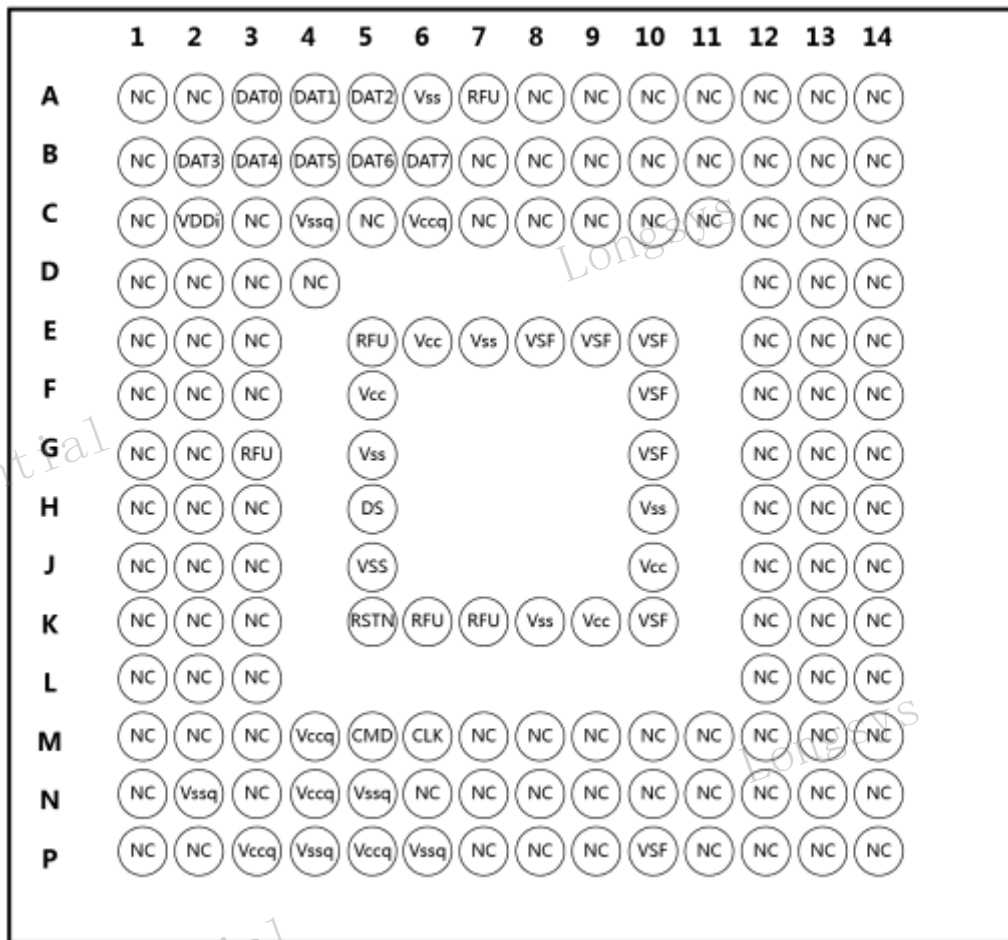 1 2 3 4 5 6 7 8 9 10 11 12 13 14
A NC NC DAT0 DAT1 DAT2 Vss RFU NC NC NC NC NC NC NC
B NC DAT3 DAT4 DAT5 DAT6 DAT7 NC NC NC NC NC NC NC NC
C NC VDDi NC Vssq NC Vccq NC NC NC NC NC NC NC NC
Longsys
D NC NC NC NC NC NC NC
E NC NC NC RFU Vcc Vss VSF VSF VSF NC NC NC
F NC NC NC Vcc VSF NC NC NC
ntial
G NC NC RFU Vss VSF NC NC NC
H NC NC NC DS Vss NC NC NC
J NC NC NC VSS Vcc NC NC NC
K NC NC NC RSTN RFU RFU Vss Vcc VSF NC NC NC
L NC NC NC NC NC NC
M NC NC NC Vccq CMD CLK NC NC NC NC NC NC NC NC
Longsys
N NC Vssq NC Vccq Vssq NC NC NC NC NC NC NC NC NC
P NC NC Vccq Vssq Vccq Vssq NC NC NC VSF NC NC NC NC